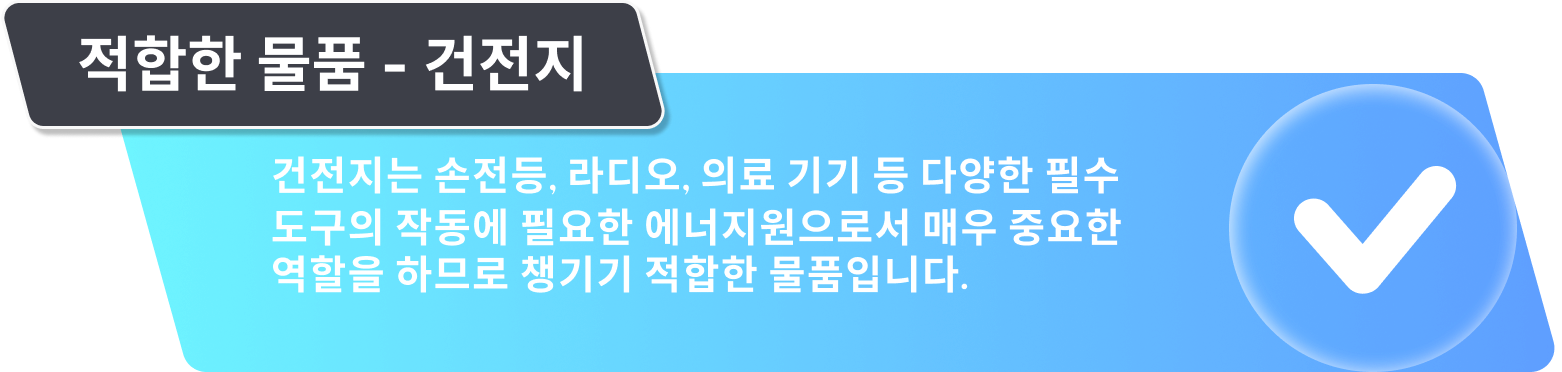 적합한 물품 - 건전지
건전지는 손전등, 라디오, 의료 기기 등 다양한 필수
도구의 작동에 필요한 에너지원으로서 매우 중요한
역할을 하므로 챙기기 적합한 물품입니다.